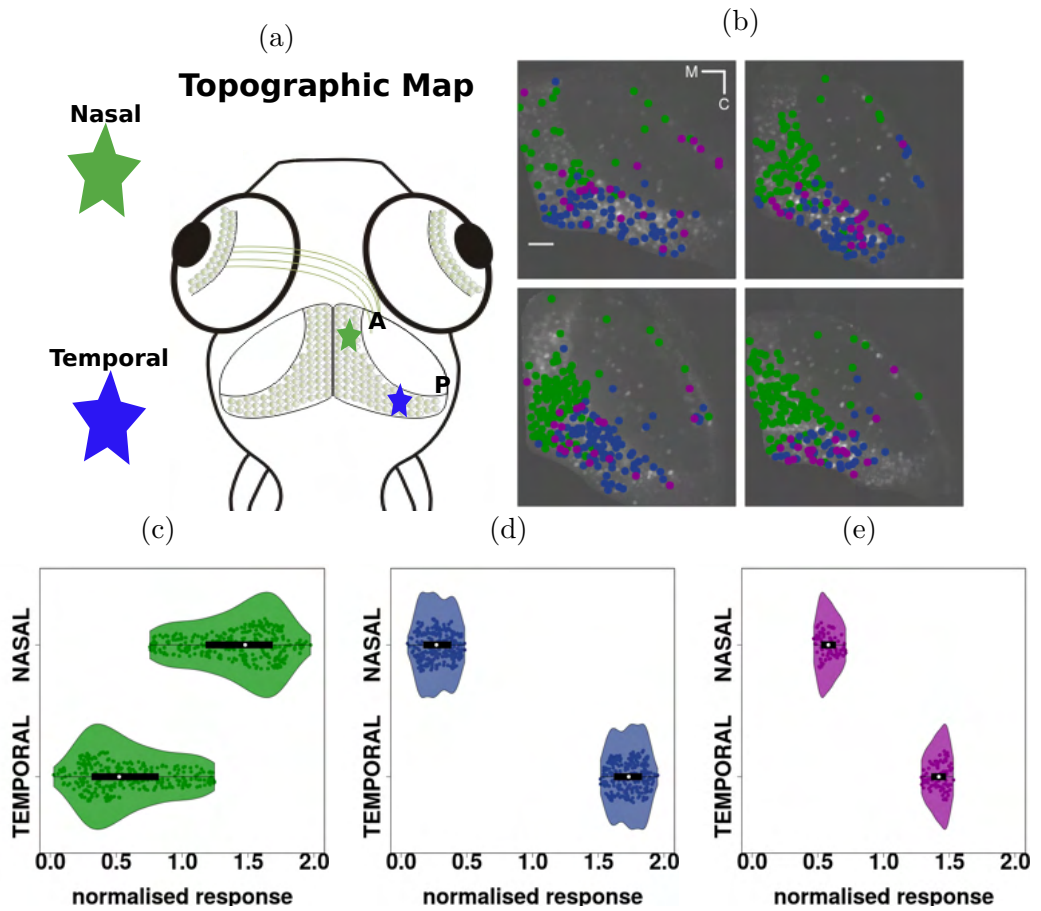 (a)
(b)
Topographic Map
Nasal
Temporal
A
P
M
C
(c)
(d)
(e)
NASAL
TEMPORAL
0.0 0.5 1.0 1.5 2.0
normalised response
NASAL
TEMPORAL
0.0 0.5 1.0 1.5 2.0
normalised response
NASAL
TEMPORAL
0.0 0.5 1.0 1.5 2.0
normalised response